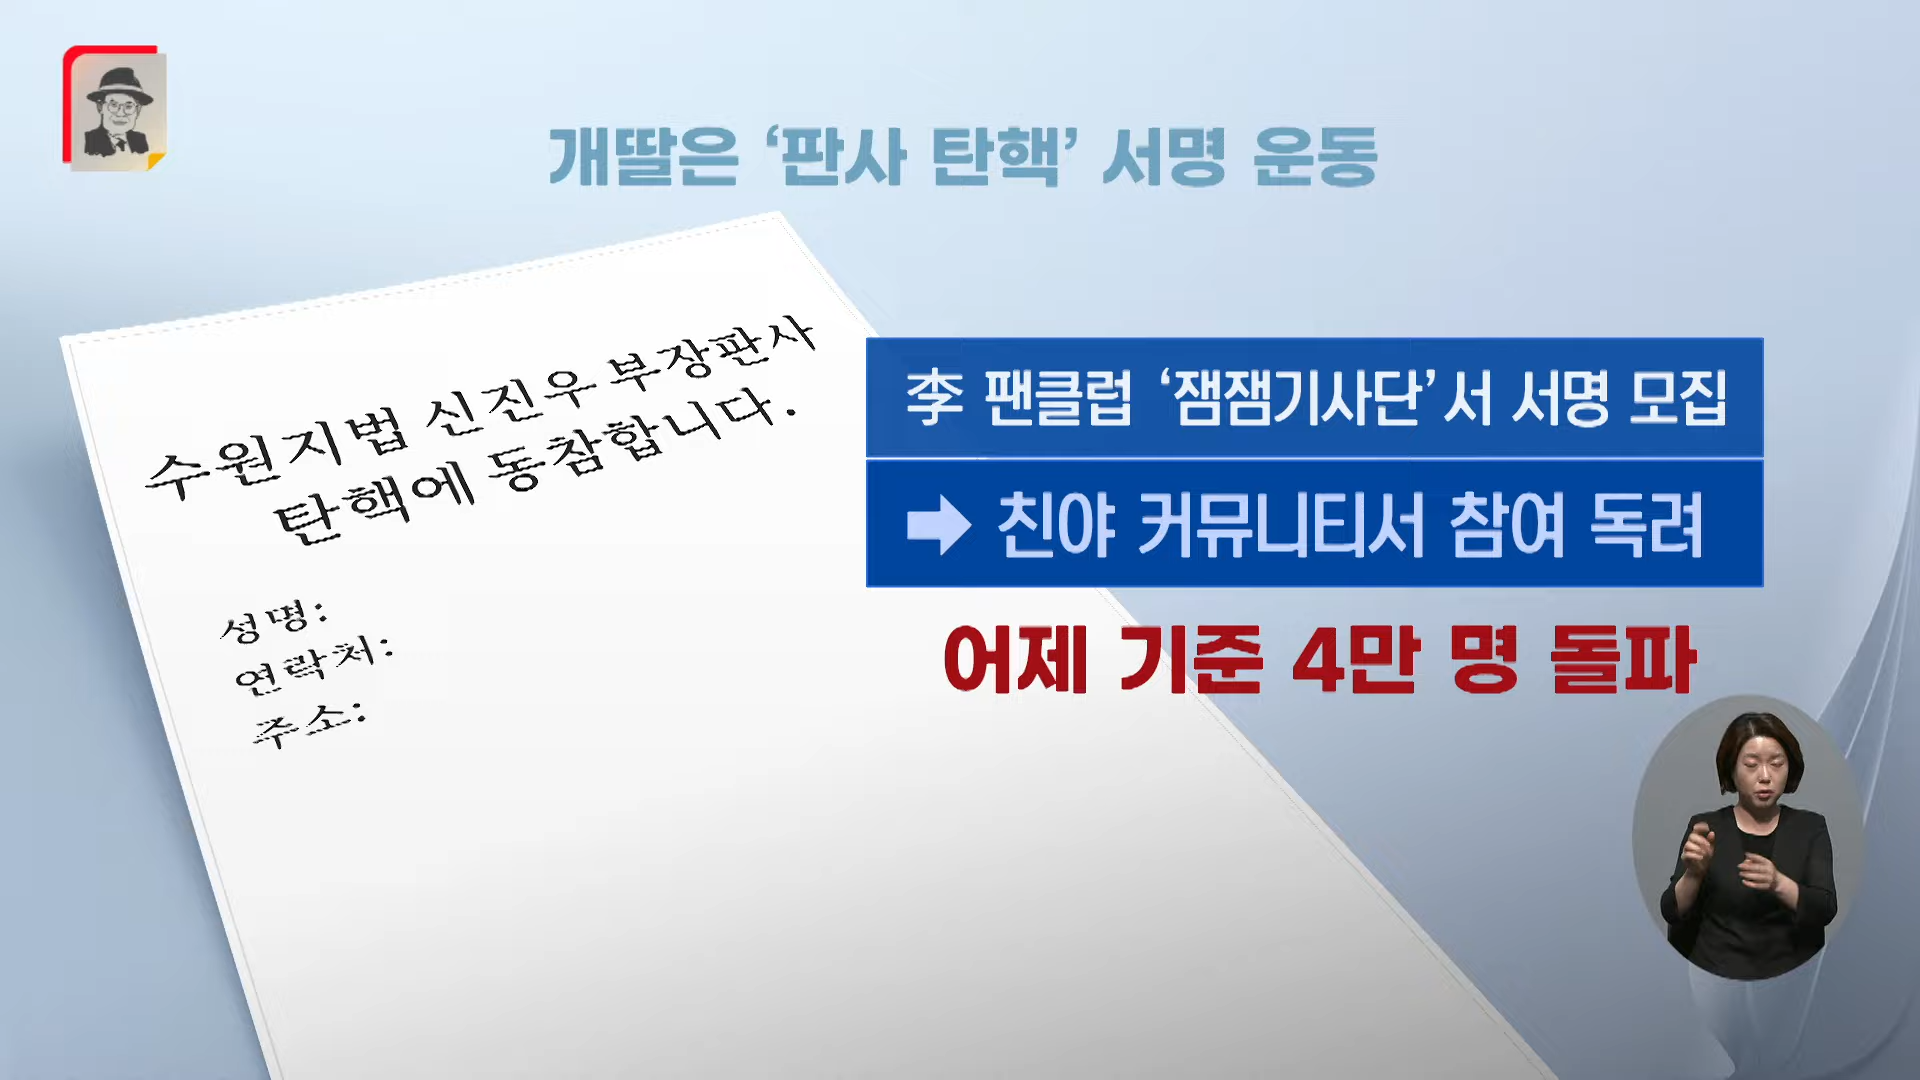 개딸은 ‘판사 탄핵’ 서명 운동
수원지법 신진우 부장판사
탄핵에 동참합니다.
성명:
연락처:
주소:
李 팬클럽 ‘잼잼기사단’서 서명 모집
➡ 친야 커뮤니티서 참여 독려
어제 기준 4만 명 돌파